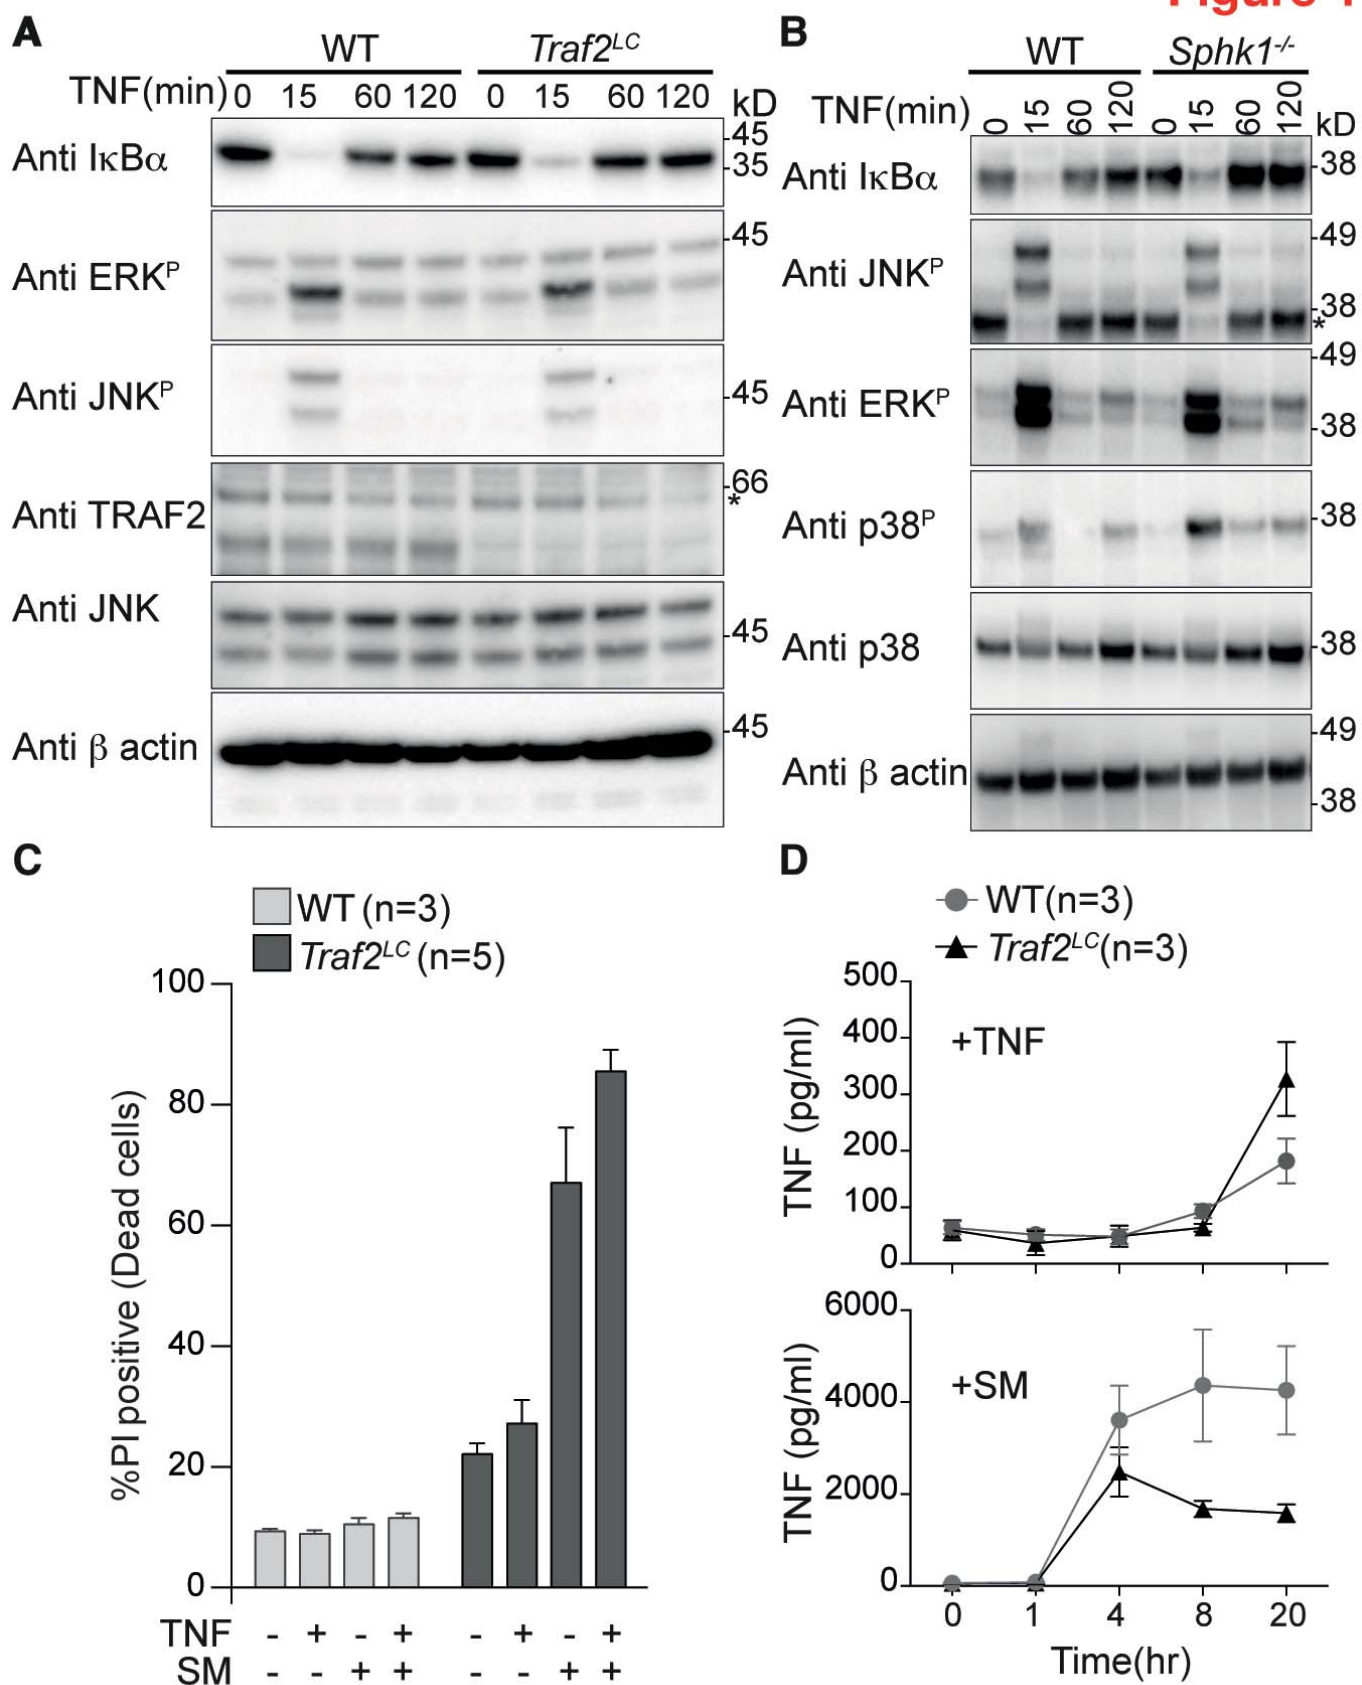 Figure 1
A
WT Traf2LC
TNF(min) 0 15 60 120 0 15 60 120 kD
Anti IκBα
45
35
Anti ERKP
45
Anti JNKP
45
Anti TRAF2
66
*
Anti JNK
45
Anti β actin
45
B
WT Sphk1-/-
TNF(min) 0 15 60 120 0 15 60 120 kD
Anti IκBα
38
Anti JNKP
49
38
*
Anti ERKP
49
38
Anti p38P
38
Anti p38
38
Anti β actin
49
38
C
WT (n=3)
Traf2LC (n=5)
%PI positive (Dead cells)
100
80
60
40
20
0
TNF - + - + - + - +
SM - - + + - - + +
D
WT(n=3)
Traf2LC(n=3)
TNF (pg/ml)
500
400
300
200
100
0
+TNF
TNF (pg/ml)
6000
4000
2000
0
+SM
0 1 4 8 20
Time(hr)